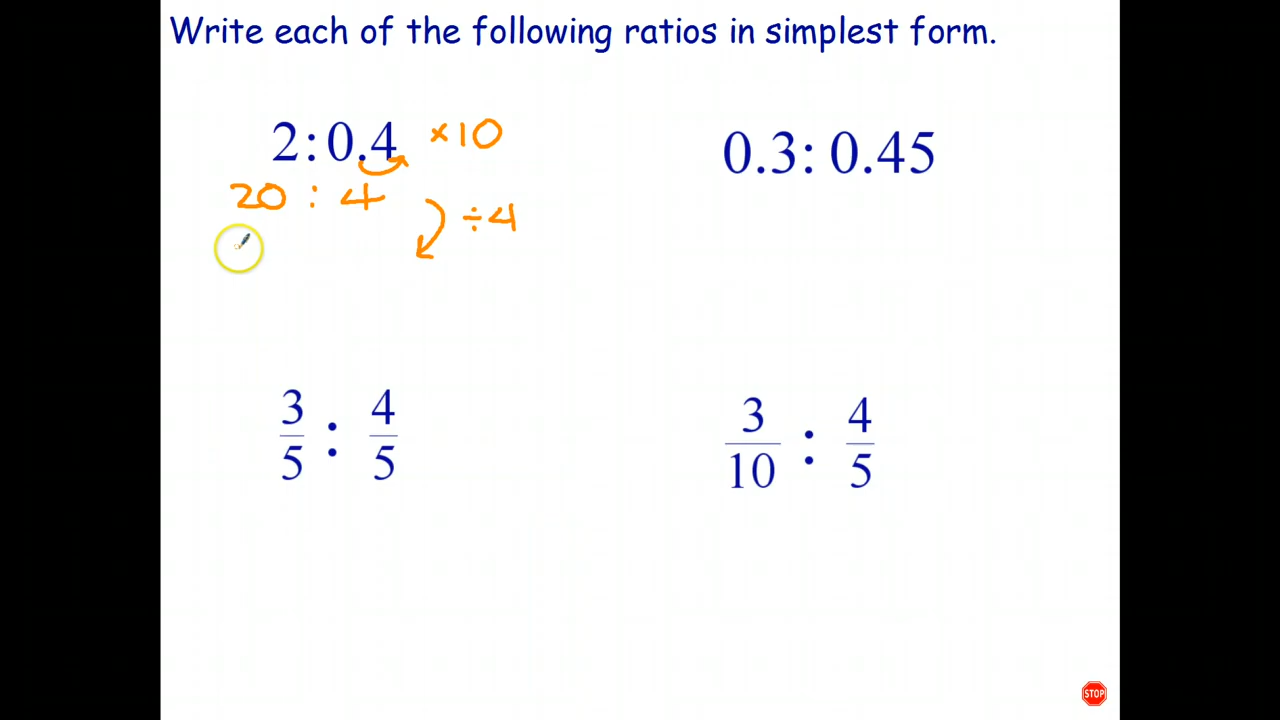 Write each of the following ratios in simplest form.
2:0.4 ×10
20 : 4
÷4
0.3: 0.45
3/5 : 4/5
3/10 : 4/5
STOP